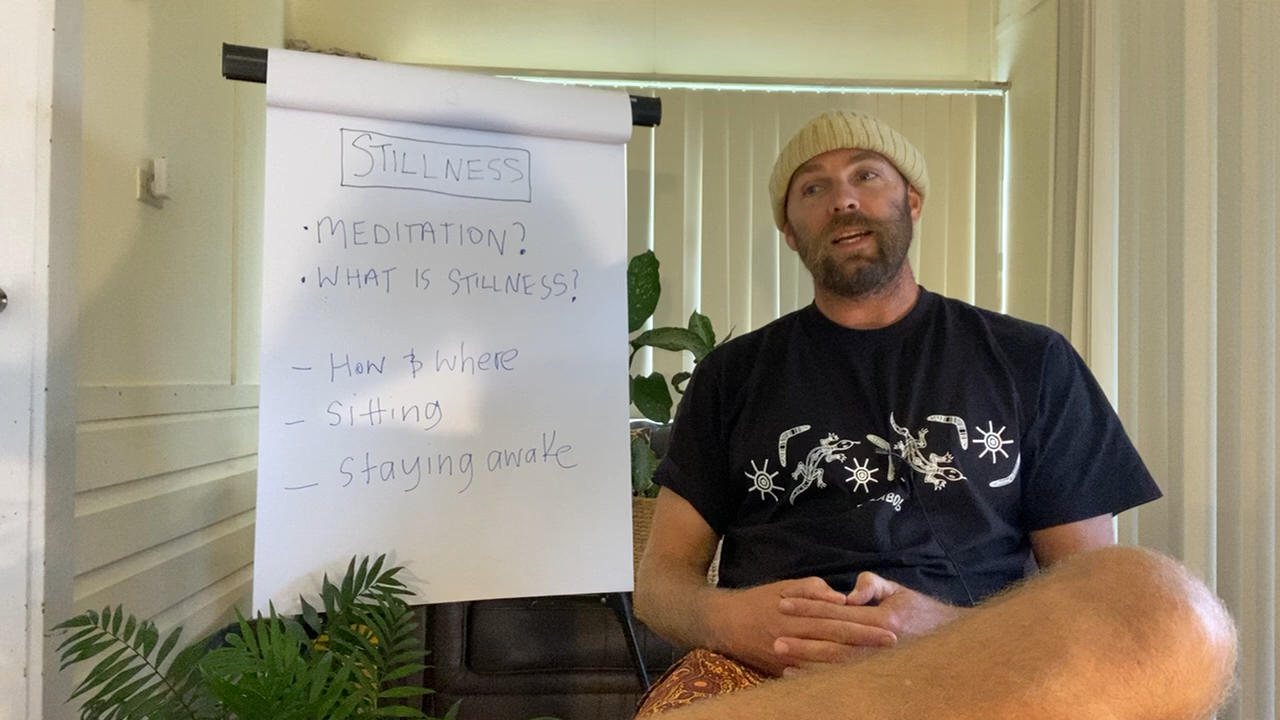 STILLNESS
• MEDITATION?
• WHAT IS STILLNESS?
– How & where
– Sitting
– Staying awake